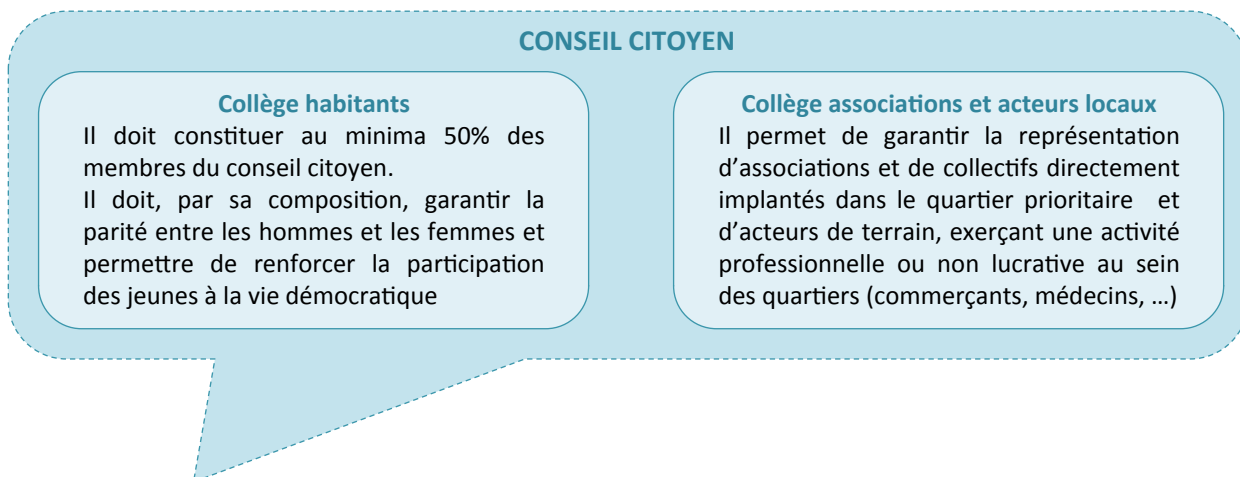 CONSEIL CITOYEN
Collège habitants
Il doit constituer au minima 50% des
membres du conseil citoyen.
Il doit, par sa composition, garantir la
parité entre les hommes et les femmes et
permettre de renforcer la participation
des jeunes à la vie démocratique
Collège associations et acteurs locaux
Il permet de garantir la représentation
d’associations et de collectifs directement
implantés dans le quartier prioritaire et
d’acteurs de terrain, exerçant une activité
professionnelle ou non lucrative au sein
des quartiers (commerçants, médecins, …)